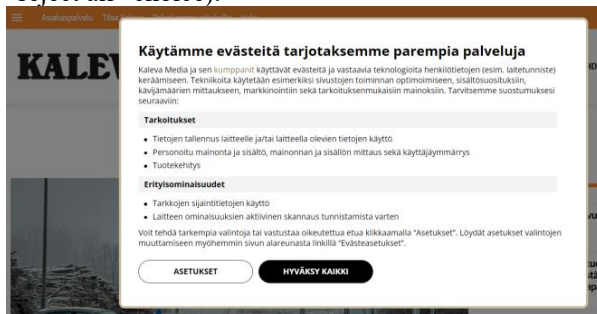 Asiakaspalvelu
KALEV
Käytämme evästeitä tarjotaksemme parempia palveluja
Kaleva Media ja sen kumppanit käyttävät evästeitä ja vastaavia teknologioita henkilötietojen (esim. laitetunniste)
keräämiseen. Tekniikoita käytetään esimerkiksi sivustojen toiminnan optimoimiseen, sisältösuosituksiin,
kävijämäärien mittaukseen, markkinointiin sekä tarkoituksenmukaisiin mainoksiin. Tarvitsemme suostumuksesi
seuraaviin:
Tarkoitukset
• Tietojen tallennus laitteelle ja/tai laitteella olevien tietojen käyttö
• Personoitu mainonta ja sisältö, mainonnan ja sisällön mittaus sekä käyttäjäymmärrys
• Tuotekehitys
Erityisominaisuudet
• Tarkkojen sijaintitietojen käyttö
• Laitteen ominaisuuksien aktiivinen skannaus tunnistamista varten
Voit tehdä tarkempia valintoja tai vastustaa oikeutettua etua klikkaamalla "Asetukset". Löydät asetukset valintojen
muuttamiseen myöhemmin sivun alareunasta linkillä "Evästeasetukset".
ASETUKSET HYVÄKSY KAIKKI